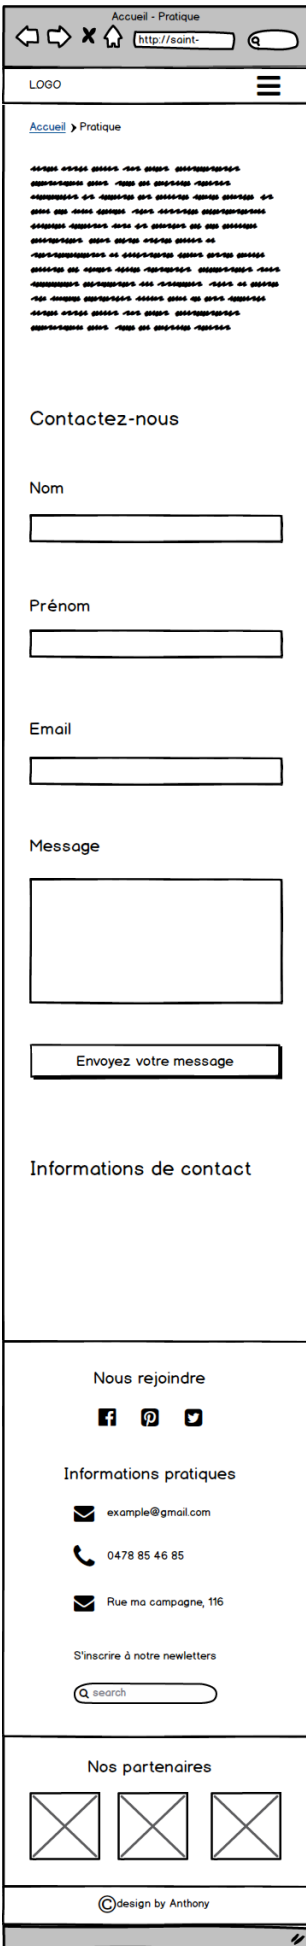 Accueil - Pratique
http://saint-
LOGO
Accueil > Pratique
Contactez-nous
Nom
Prénom
Email
Message
Envoyez votre message
Informations de contact
Nous rejoindre
Informations pratiques
example@gmail.com
0478 85 46 85
Rue ma campagne, 116
S'inscrire à notre newletters
search
Nos partenaires
©design by Anthony